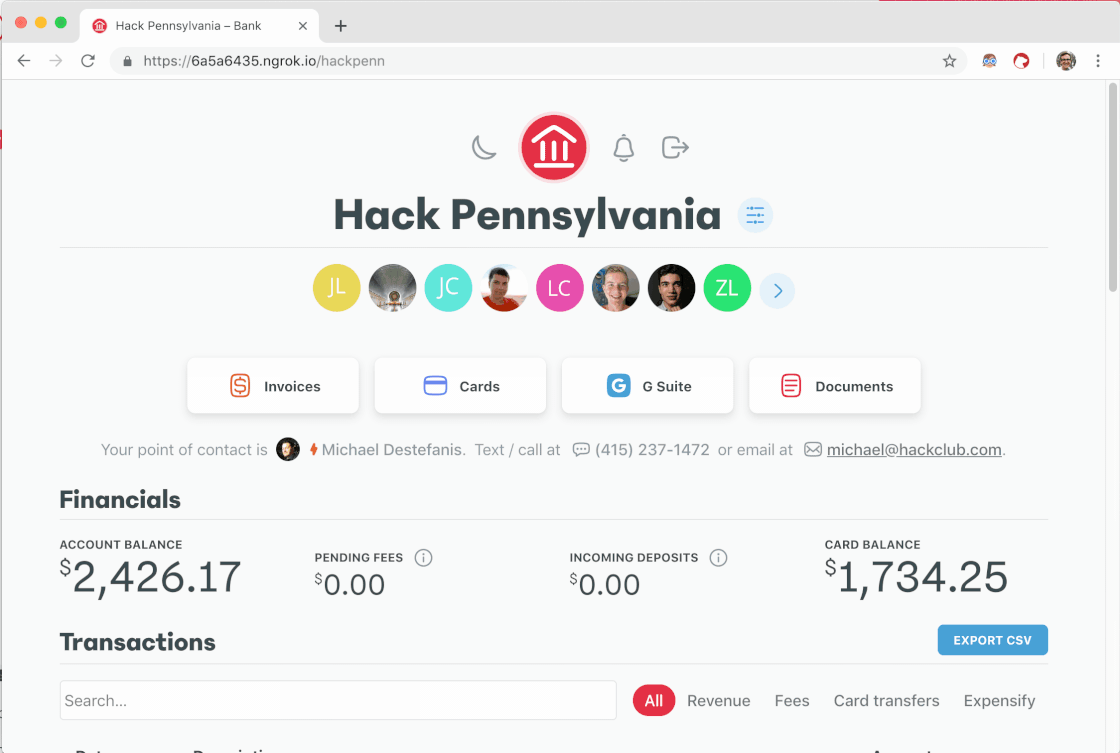 Hack Pennsylvania – Bank
https://6a5a6435.ngrok.io/hackpenn
Hack Pennsylvania
JL JC LC ZL
Invoices Cards G G Suite Documents
Your point of contact is Michael Destefanis. Text / call at (415) 237-1472 or email at michael@hackclub.com.
Financials
ACCOUNT BALANCE PENDING FEES INCOMING DEPOSITS CARD BALANCE
$2,426.17 $0.00 $0.00 $1,734.25
Transactions EXPORT CSV
Search... All Revenue Fees Card transfers Expensify